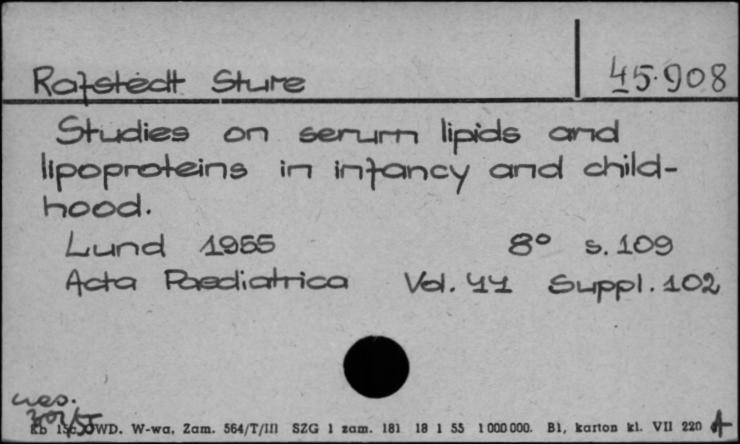 Rafstedt Sture
45.908
Studies on serum lipids and
lipoproteins in infancy and child-
hood.
Lund 1955 8° s. 109
Acta Paediatrica Vol. 44 Suppl. 102
WD. W-wa, Zam. 564/T/III SZG 1 zam. 181 18 1 55 1 000 000. B1, karton kl. VII 220